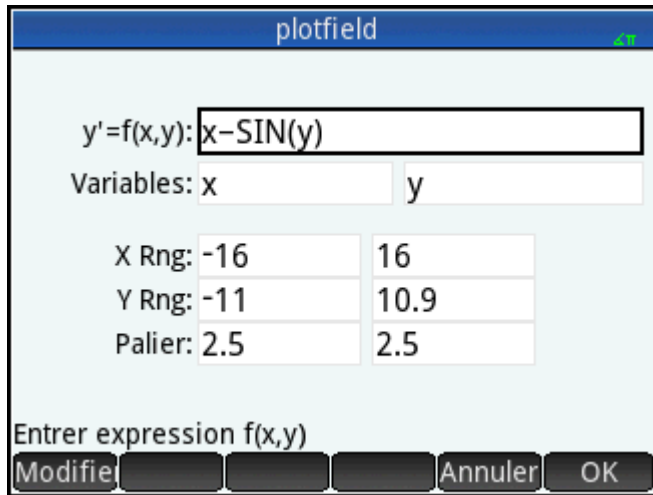 plotfield
∡π
y'=f(x,y): x−SIN(y)
Variables: x y
X Rng: -16 16
Y Rng: -11 10.9
Palier: 2.5 2.5
Entrer expression f(x,y)
Modifie Annuler OK